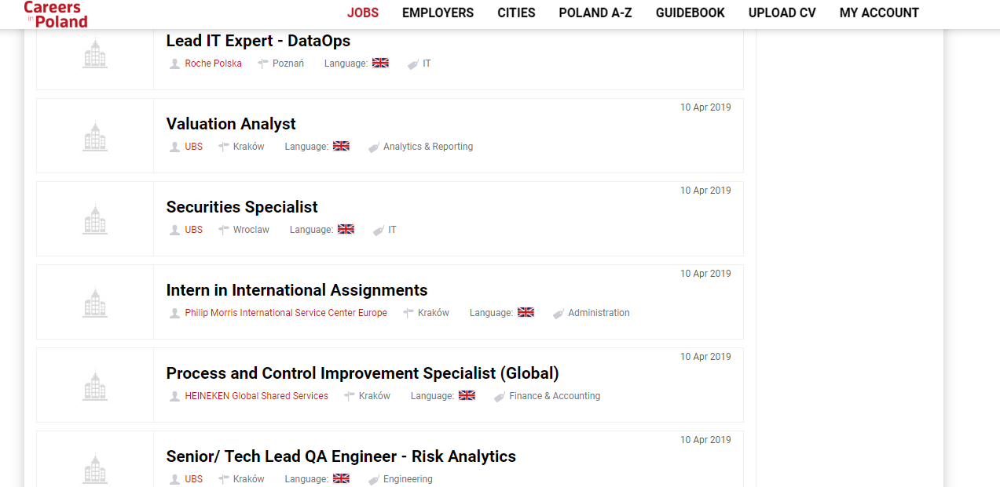 Careers
in Poland
JOBS EMPLOYERS CITIES POLAND A-Z GUIDEBOOK UPLOAD CV MY ACCOUNT
Lead IT Expert - DataOps
Roche Polska Poznań Language: IT
10 Apr 2019
Valuation Analyst
UBS Kraków Language: Analytics & Reporting
10 Apr 2019
Securities Specialist
UBS Wroclaw Language: IT
10 Apr 2019
Intern in International Assignments
Philip Morris International Service Center Europe Kraków Language: Administration
10 Apr 2019
Process and Control Improvement Specialist (Global)
HEINEKEN Global Shared Services Kraków Language: Finance & Accounting
10 Apr 2019
Senior/ Tech Lead QA Engineer - Risk Analytics
UBS Kraków Language: Engineering